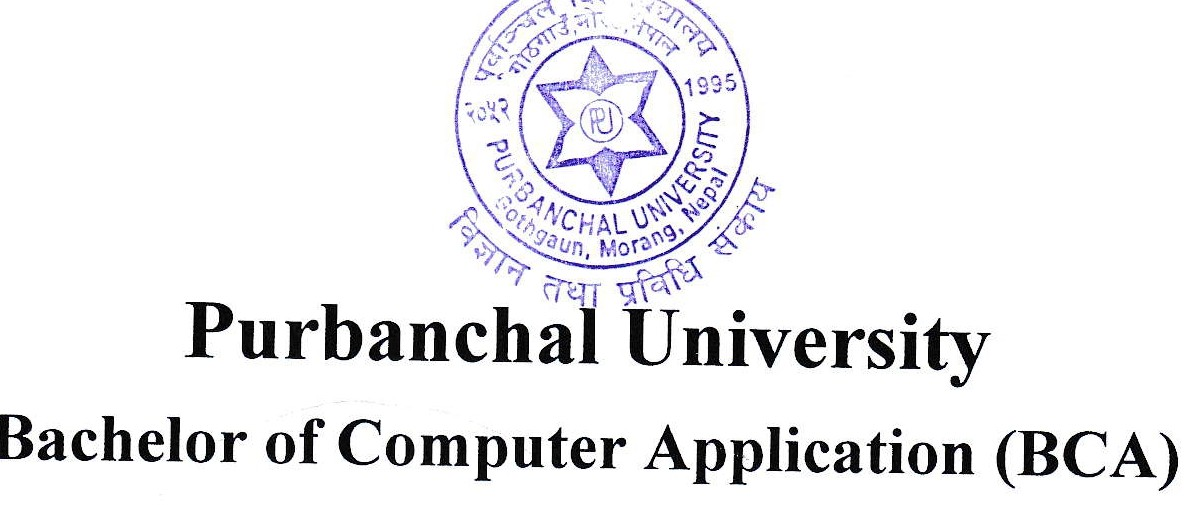 पूर्वाञ्चल विश्वविद्यालय
गोठगाउँ, मोरङ, नेपाल
२०५२
1995
PU
PURBANCHAL UNIVERSITY
Gothgaun, Morang, Nepal
विज्ञान तथा प्रविधि संकाय
Purbanchal University
Bachelor of Computer Application (BCA)